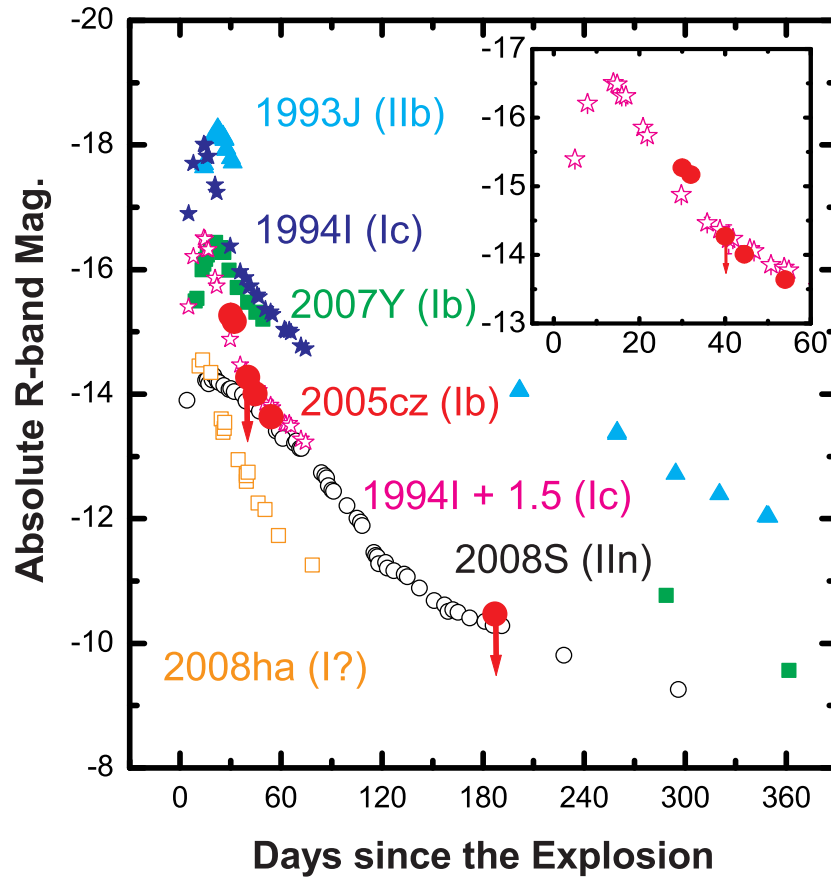 -20
-18
-16
-14
-12
-10
-8
Absolute R-band Mag.
1993J (IIb)
1994I (Ic)
2007Y (Ib)
2005cz (Ib)
1994I + 1.5 (Ic)
2008S (IIn)
2008ha (I?)
-17
-16
-15
-14
-13
0 20 40 60
0 60 120 180 240 300 360
Days since the Explosion